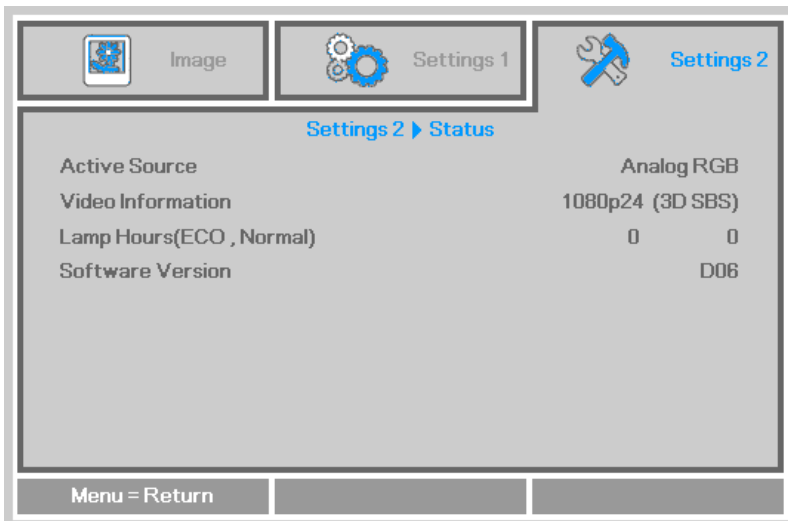 Image
Settings 1
Settings 2
Settings 2 ▶ Status
Active Source Analog RGB
Video Information 1080p24 (3D SBS)
Lamp Hours(ECO , Normal) 0 0
Software Version D06
Menu = Return